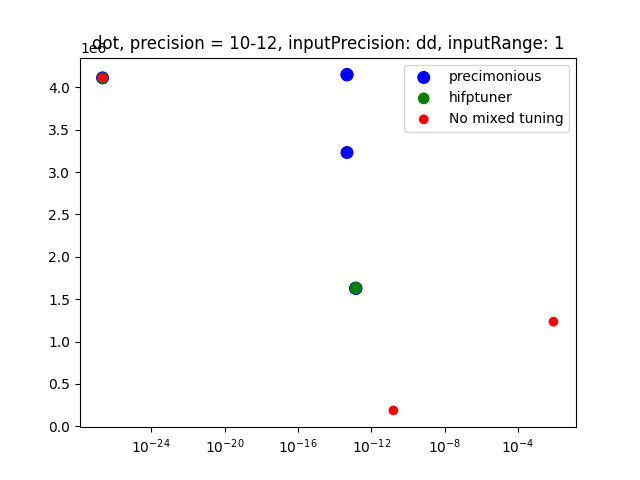 dot, precision = 10-12, inputPrecision: dd, inputRange: 1
1e6
precimonious
hifptuner
No mixed tuning
4.0
3.5
3.0
2.5
2.0
1.5
1.0
0.5
0.0
10⁻²⁴ 10⁻²⁰ 10⁻¹⁶ 10⁻¹² 10⁻⁸ 10⁻⁴